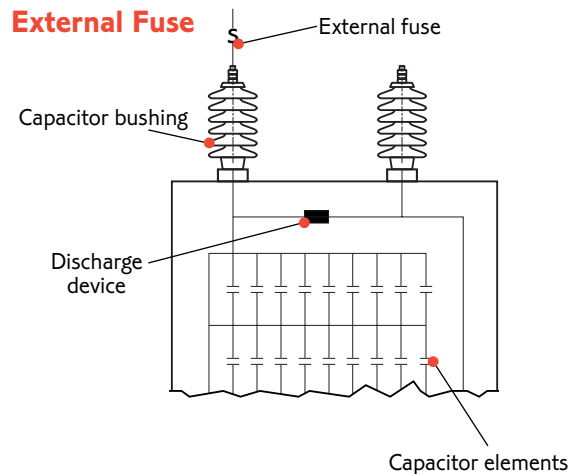 External Fuse
S
External fuse
Capacitor bushing
Discharge
device
Capacitor elements